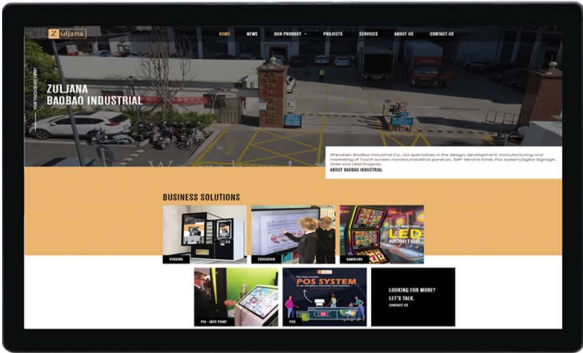 Zuljana
HOME NEWS OUR PRODUCT PROJECTS SERVICES ABOUT US CONTACT US
ZULJANA
BAOBAO INDUSTRIAL
Shenzhen BaoBao Industrial Co., Ltd specializes in the design, development, manufacturing and
marketing of Touch screen monitor,industrial panel pc, Self-Service Kiosk, Pos System,Digital Signage,
OEM and ODM Projects.
ABOUT BAOBAO INDUSTRIAL
BUSINESS SOLUTIONS
LED
MONITOR
VENDING
EDUCATION
GAMBLING
POS SYSTEM
LOOKING FOR MORE?
LET'S TALK.
CONTACT US
POS